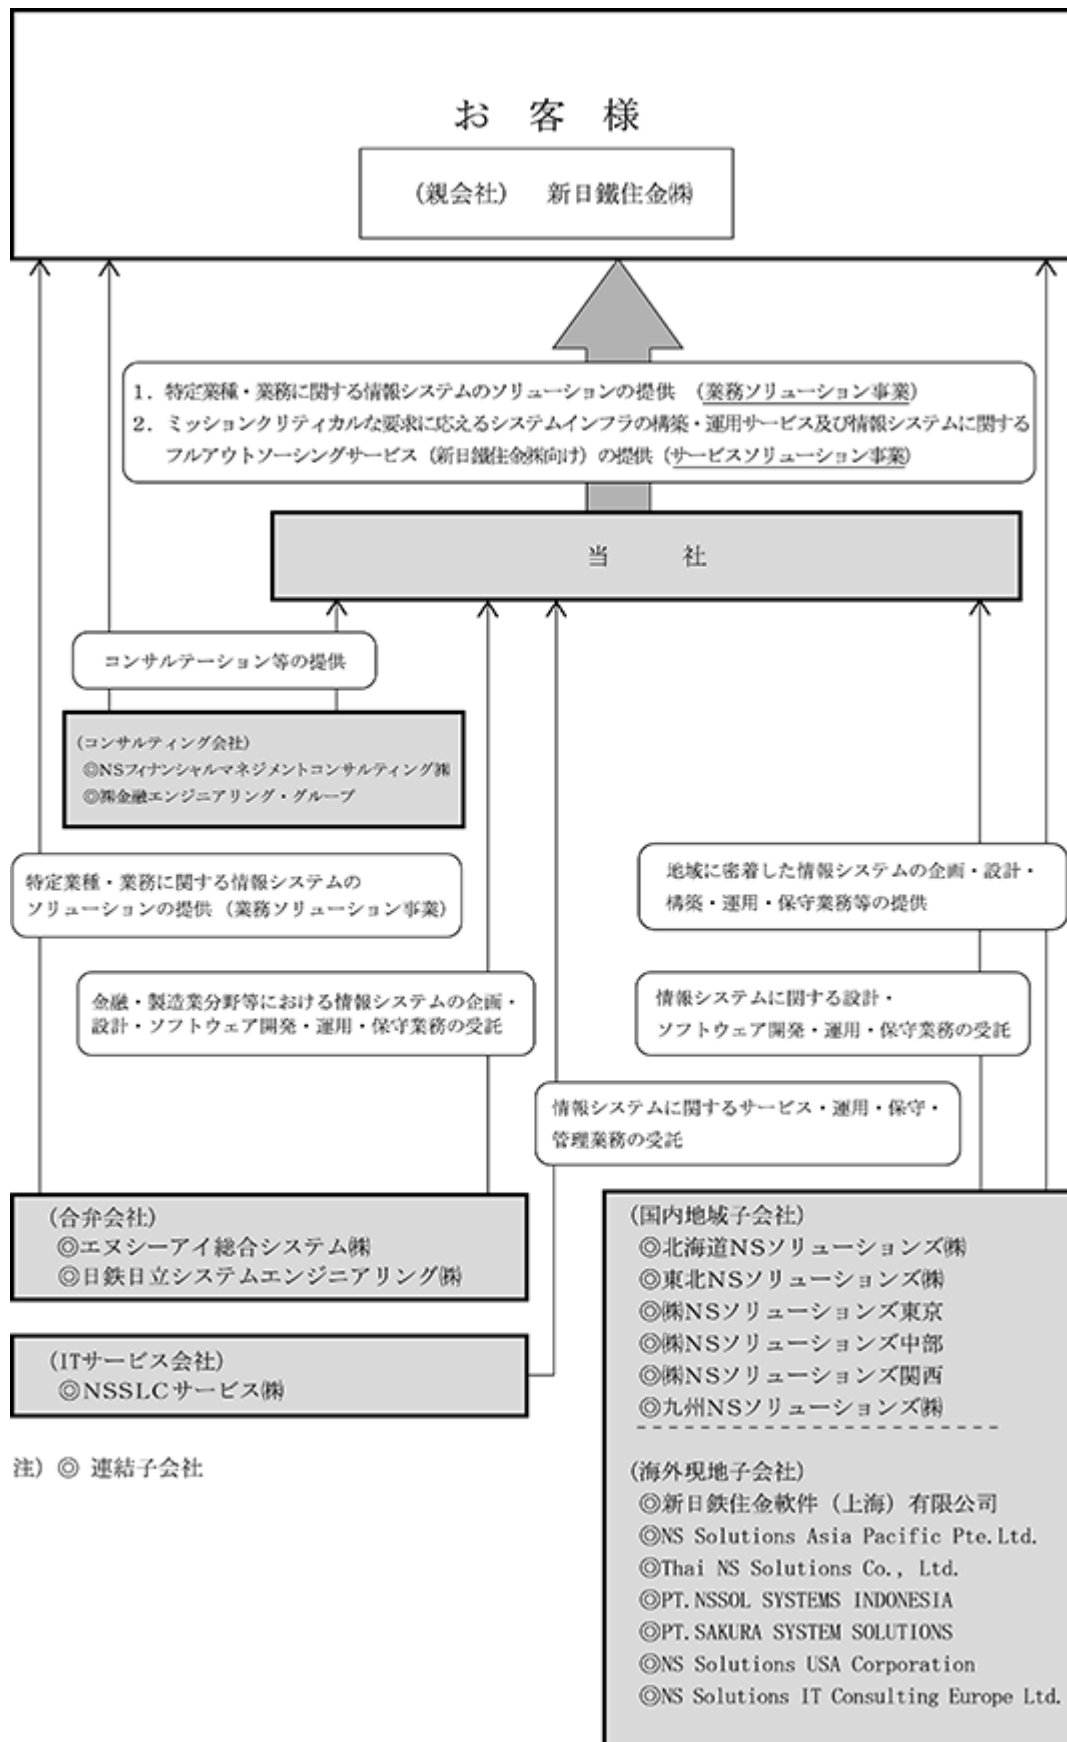 お 客 様
(親会社) 新日鐵住金㈱
1．特定業種・業務に関する情報システムのソリューションの提供 (業務ソリューション事業)
2．ミッションクリティカルな要求に応えるシステムインフラの構築・運用サービス及び情報システムに関する
フルアウトソーシングサービス (新日鐵住金㈱向け) の提供 (サービスソリューション事業)
当 社
コンサルテーション等の提供
(コンサルティング会社)
◎NSフィナンシャルマネジメントコンサルティング㈱
◎㈱金融エンジニアリング・グループ
特定業種・業務に関する情報システムの
ソリューションの提供 (業務ソリューション事業)
地域に密着した情報システムの企画・設計・
構築・運用・保守業務等の提供
金融・製造業分野等における情報システムの企画・
設計・ソフトウェア開発・運用・保守業務の受託
情報システムに関する設計・
ソフトウェア開発・運用・保守業務の受託
情報システムに関するサービス・運用・保守・
管理業務の受託
(合弁会社)
◎エヌシーアイ総合システム㈱
◎日鉄日立システムエンジニアリング㈱
(ITサービス会社)
◎NSSLCサービス㈱
注) ◎ 連結子会社
(国内地域子会社)
◎北海道NSソリューションズ㈱
◎東北NSソリューションズ㈱
◎㈱NSソリューションズ東京
◎㈱NSソリューションズ中部
◎㈱NSソリューションズ関西
◎九州NSソリューションズ㈱
(海外現地子会社)
◎新日鉄住金軟件（上海）有限公司
◎NS Solutions Asia Pacific Pte.Ltd.
◎Thai NS Solutions Co., Ltd.
◎PT.NSSOL SYSTEMS INDONESIA
◎PT.SAKURA SYSTEM SOLUTIONS
◎NS Solutions USA Corporation
◎NS Solutions IT Consulting Europe Ltd.